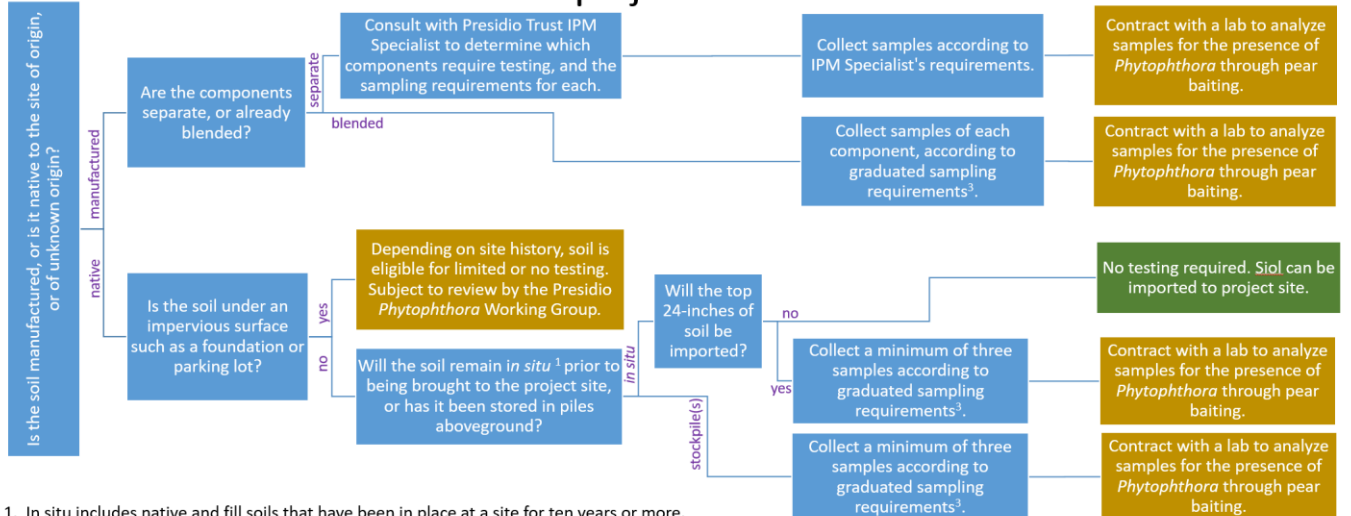 Is the soil manufactured, or is it native to the site of origin,
or of unknown origin?
manufactured
native
Are the components
separate, or already
blended?
separate
blended
Consult with Presidio Trust IPM
Specialist to determine which
components require testing, and the
sampling requirements for each.
Collect samples according to
IPM Specialist's requirements.
Contract with a lab to analyze
samples for the presence of
Phytophthora through pear
baiting.
Collect samples of each
component, according to
graduated sampling
requirements³.
Contract with a lab to analyze
samples for the presence of
Phytophthora through pear
baiting.
Is the soil under an
impervious surface
such as a foundation or
parking lot?
yes
no
Depending on site history, soil is
eligible for limited or no testing.
Subject to review by the Presidio
Phytophthora Working Group.
Will the soil remain in situ ¹ prior to
being brought to the project site,
or has it been stored in piles
aboveground?
in situ
stockpile(s)
Will the top
24-inches of
soil be
imported?
no
yes
No testing required. Siol can be
imported to project site.
Collect a minimum of three
samples according to
graduated sampling
requirements³.
Contract with a lab to analyze
samples for the presence of
Phytophthora through pear
baiting.
Collect a minimum of three
samples according to
graduated sampling
requirements³.
Contract with a lab to analyze
samples for the presence of
Phytophthora through pear
baiting.
1. In situ includes native and fill soils that have been in place at a site for ten years or more